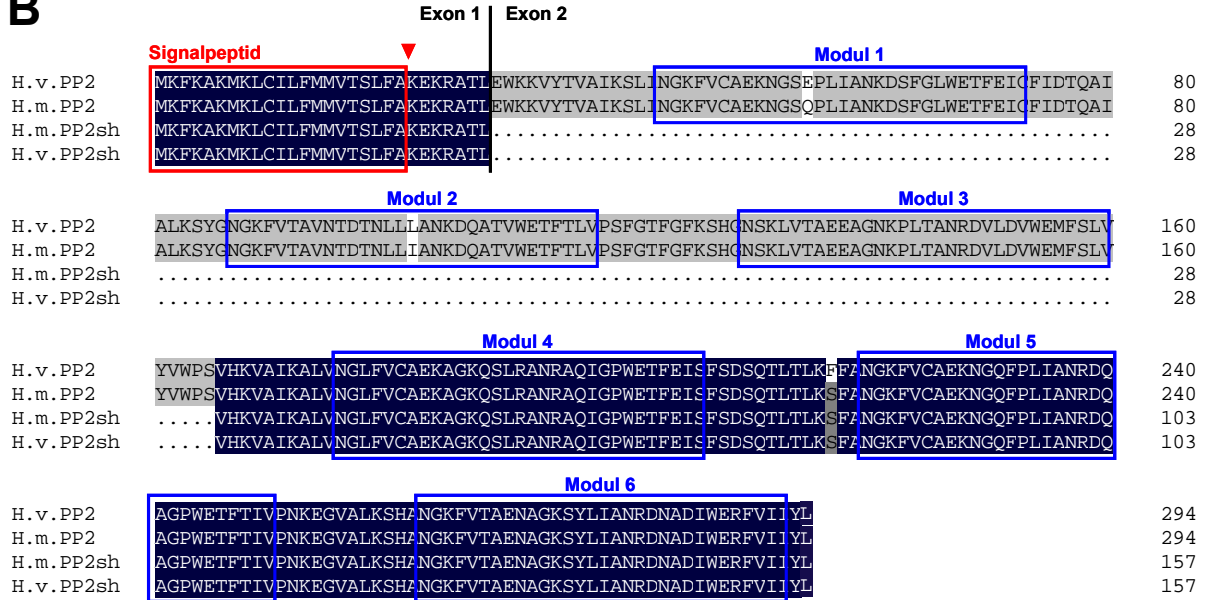 B
Exon 1 Exon 2
Signalpeptid Modul 1
H.v.PP2 MKFKAKMKLCILFMMVTSLFAKEKRATLEWKKVYTVAIKSLINGKFVCAEKNGSEPLIANKDSFGLWETFEIGFIDTQAI 80
H.m.PP2 MKFKAKMKLCILFMMVTSLFAKEKRATLEWKKVYTVAIKSLINGKFVCAEKNGSQPLIANKDSFGLWETFEIGFIDTQAI 80
H.m.PP2sh MKFKAKMKLCILFMMVTSLFAKEKRATL.................................................... 28
H.v.PP2sh MKFKAKMKLCILFMMVTSLFAKEKRATL.................................................... 28
Modul 2 Modul 3
H.v.PP2 ALKSYGNGKFVTAVNTDTNLLLANKDQATVWETFTLVPSFGTFGFKSHGNSKLVTAEEAGNKPLTANRDVLDVWEMFSLV 160
H.m.PP2 ALKSYGNGKFVTAVNTDTNLLIANKDQATVWETFTLVPSFGTFGFKSHGNSKLVTAEEAGNKPLTANRDVLDVWEMFSLV 160
H.m.PP2sh ................................................................................ 28
H.v.PP2sh ................................................................................ 28
Modul 4 Modul 5
H.v.PP2 YVWPSVHKVAIKALVNGLFVCAEKAGKQSLRANRAQIGPWETFEISFSDSQTLTLKFFANGKFVCAEKNGQFPLIANRDQ 240
H.m.PP2 YVWPSVHKVAIKALVNGLFVCAEKAGKQSLRANRAQIGPWETFEISFSDSQTLTLKSFANGKFVCAEKNGQFPLIANRDQ 240
H.m.PP2sh .....VHKVAIKALVNGLFVCAEKAGKQSLRANRAQIGPWETFEISFSDSQTLTLKSFANGKFVCAEKNGQFPLIANRDQ 103
H.v.PP2sh .....VHKVAIKALVNGLFVCAEKAGKQSLRANRAQIGPWETFEISFSDSQTLTLKSFANGKFVCAEKNGQFPLIANRDQ 103
Modul 6
H.v.PP2 AGPWETFTIVPNKEGVALKSHANGKFVTAENAGKSYLIANRDNADIWERFVIIYL 294
H.m.PP2 AGPWETFTIVPNKEGVALKSHANGKFVTAENAGKSYLIANRDNADIWERFVIIYL 294
H.m.PP2sh AGPWETFTIVPNKEGVALKSHANGKFVTAENAGKSYLIANRDNADIWERFVIIYL 157
H.v.PP2sh AGPWETFTIVPNKEGVALKSHANGKFVTAENAGKSYLIANRDNADIWERFVIIYL 157